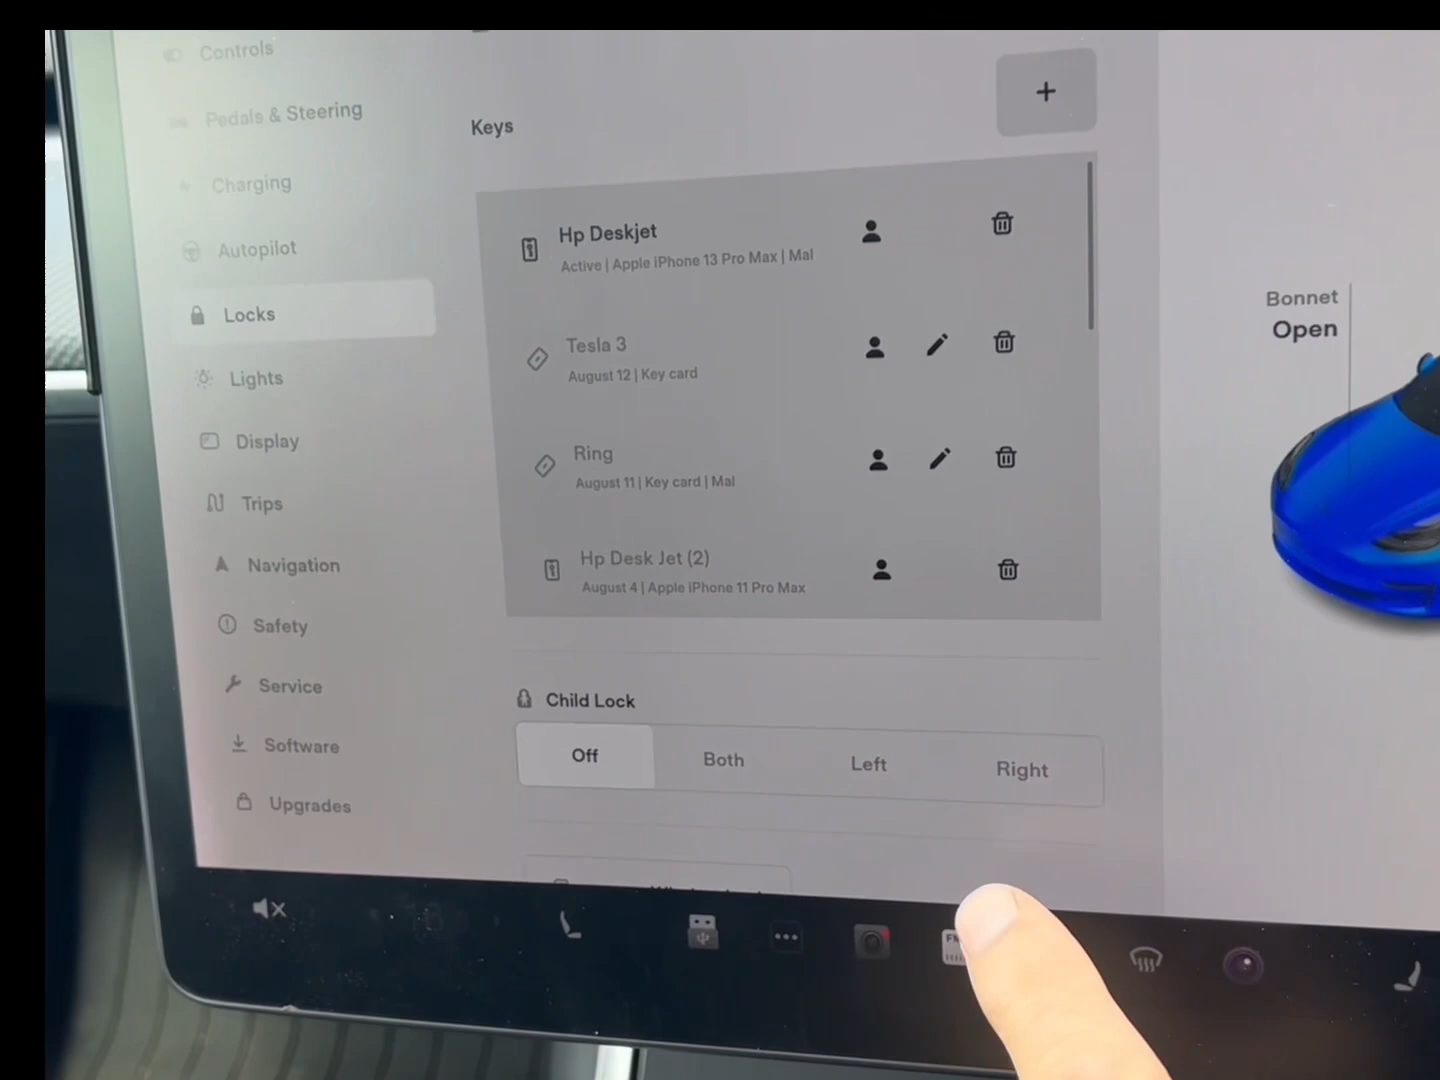 Controls
Pedals & Steering
Charging
Autopilot
Locks
Lights
Display
Trips
Navigation
Safety
Service
Software
Upgrades
Keys
+
Hp Deskjet
Active | Apple iPhone 13 Pro Max | Mal
Tesla 3
August 12 | Key card
Ring
August 11 | Key card | Mal
Hp Desk Jet (2)
August 4 | Apple iPhone 11 Pro Max
Child Lock
Off
Both
Left
Right
Bonnet
Open